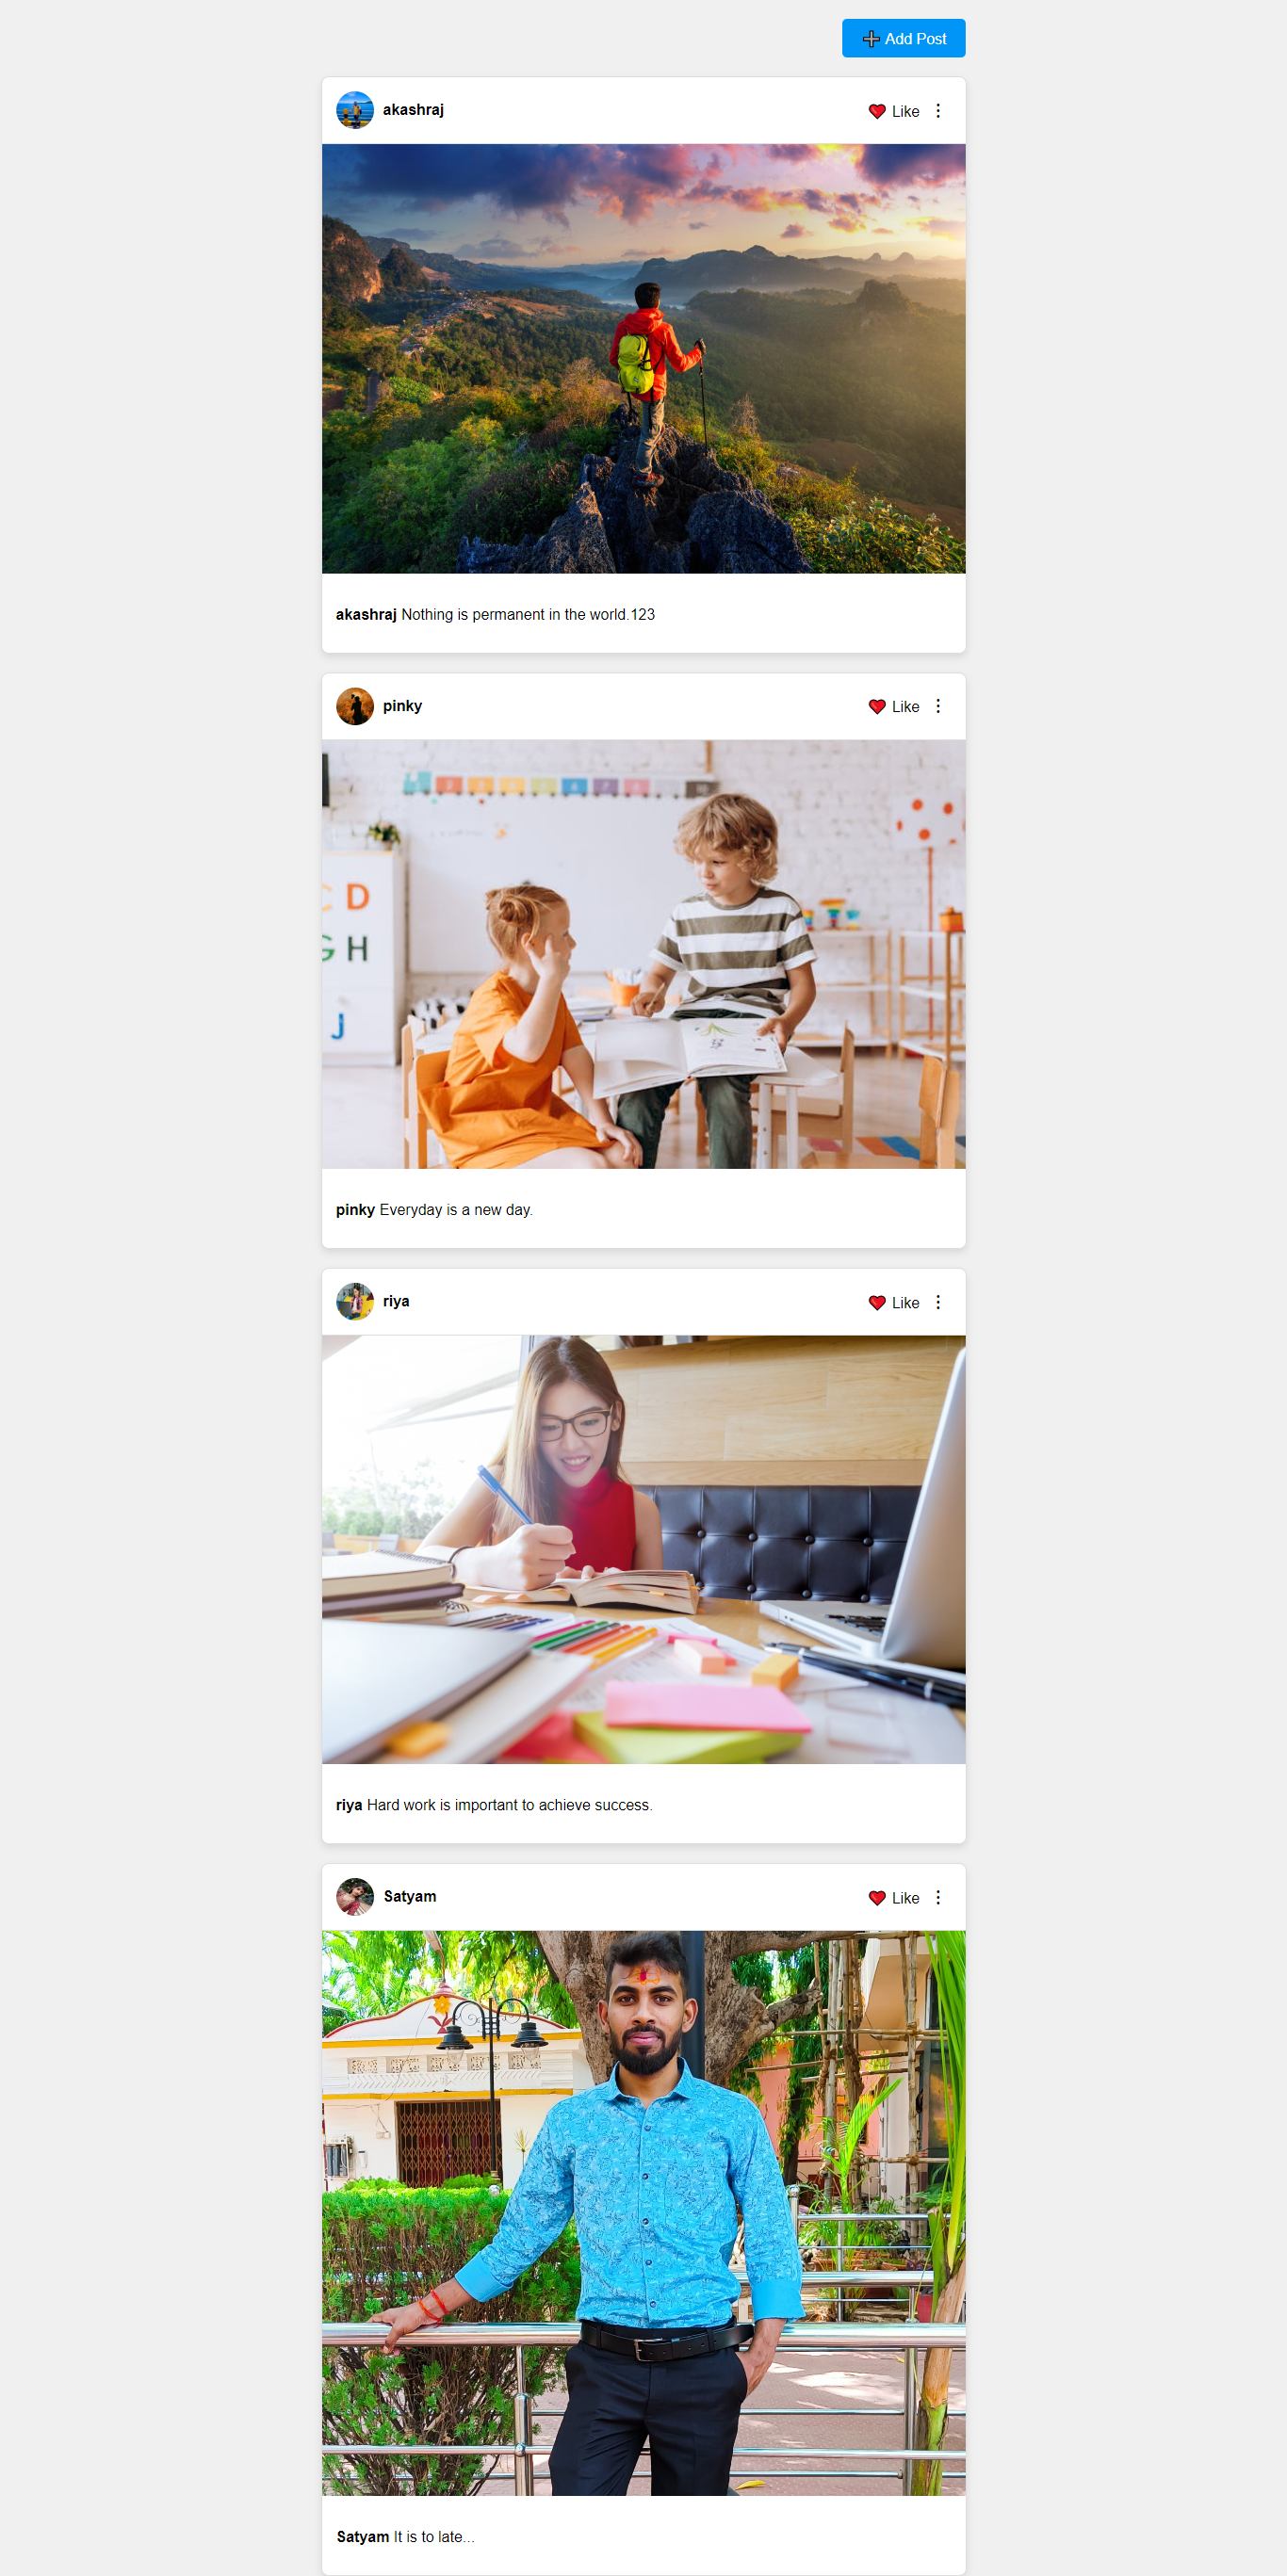 Add Post
akashraj
Like
akashraj Nothing is permanent in the world.123
pinky
Like
C D
G H
J
pinky Everyday is a new day.
riya
Like
riya Hard work is important to achieve success.
Satyam
Like
Satyam It is to late...